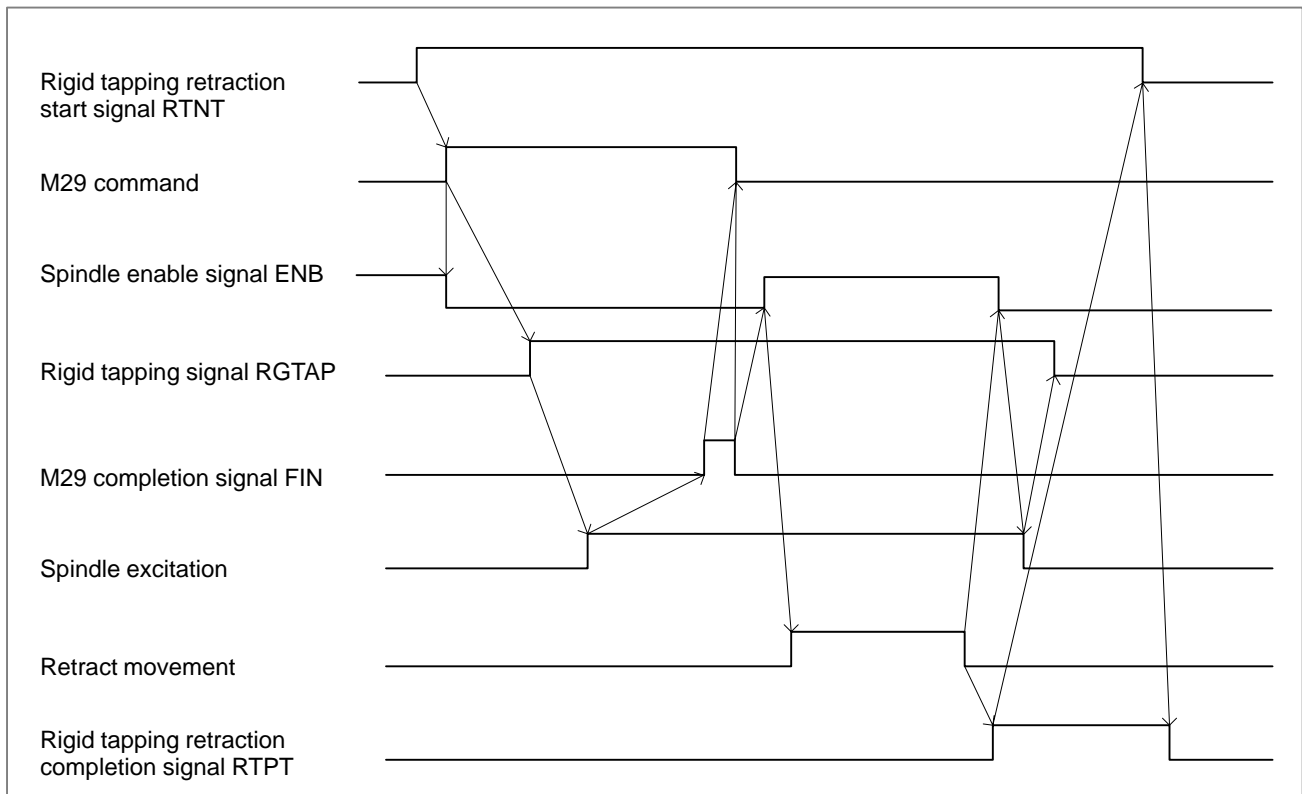 Rigid tapping retraction
start signal RTNT
M29 command
Spindle enable signal ENB
Rigid tapping signal RGTAP
M29 completion signal FIN
Spindle excitation
Retract movement
Rigid tapping retraction
completion signal RTPT